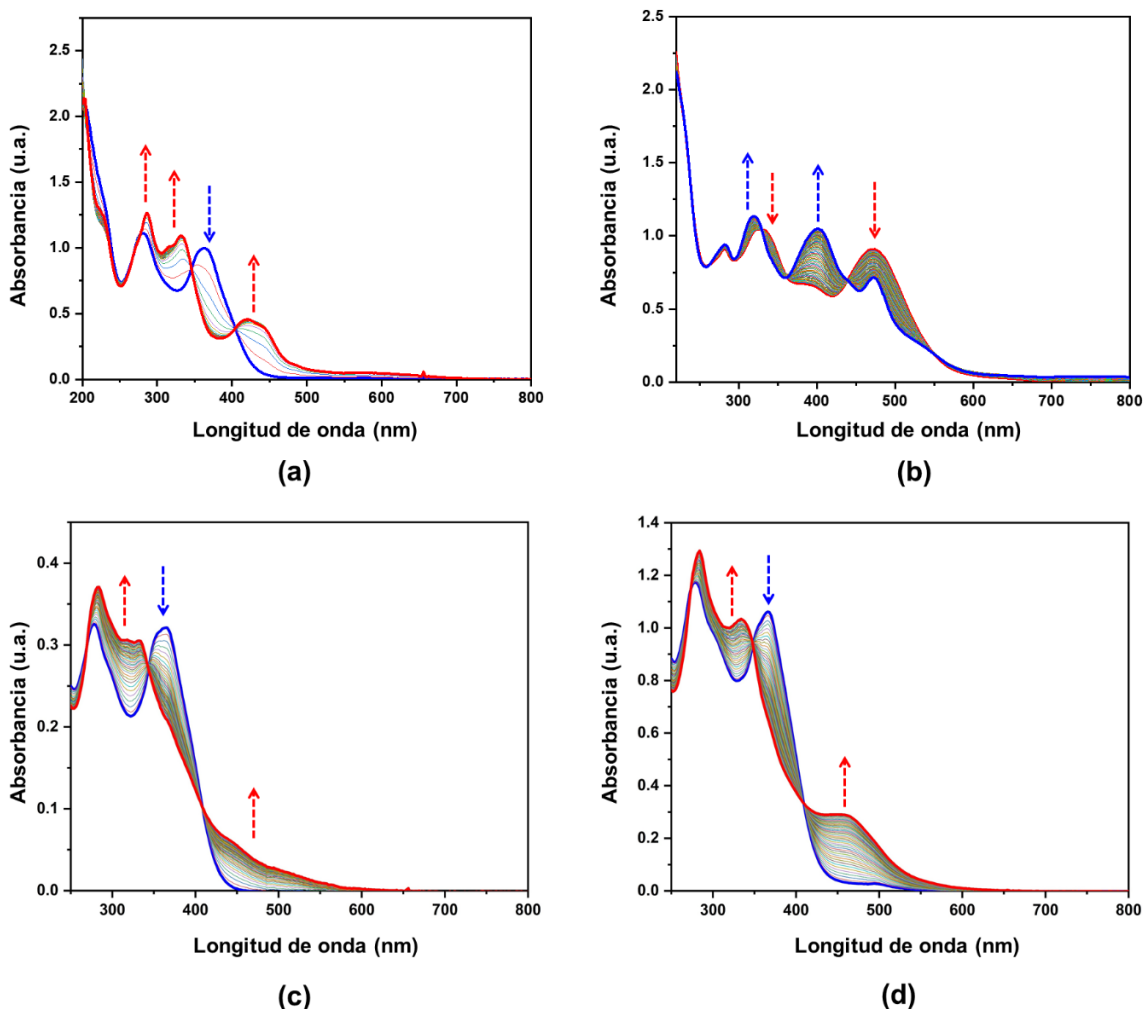 2.5
2.0
1.5
1.0
0.5
0.0
Absorbancia (u.a.)
200 300 400 500 600 700 800
Longitud de onda (nm)
(a)
2.5
2.0
1.5
1.0
0.5
0.0
Absorbancia (u.a.)
300 400 500 600 700 800
Longitud de onda (nm)
(b)
0.4
0.3
0.2
0.1
0.0
Absorbancia (u.a.)
300 400 500 600 700 800
Longitud de onda (nm)
(c)
1.4
1.2
1.0
0.8
0.6
0.4
0.2
0.0
Absorbancia (u.a.)
300 400 500 600 700 800
Longitud de onda (nm)
(d)